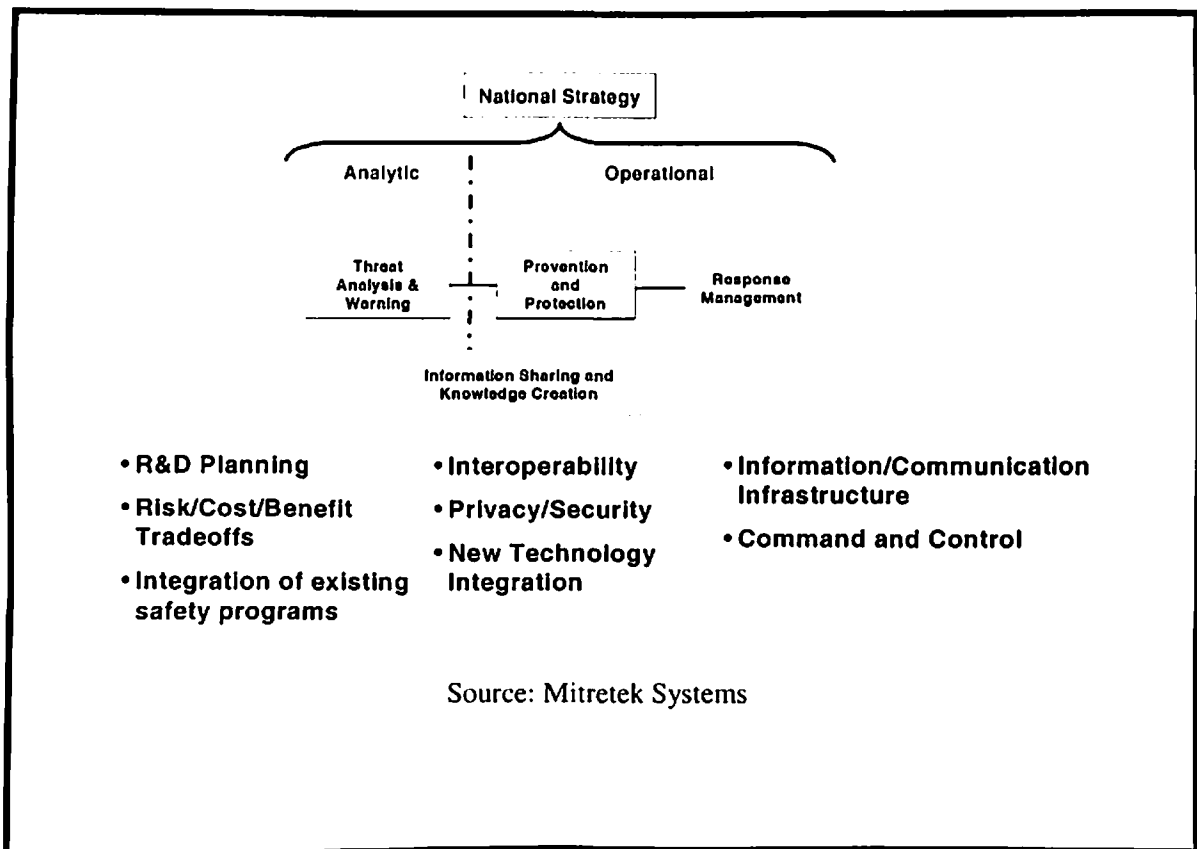 National Strategy
Analytic
Operational
Threat
Analysis &
Warning
Prevention
and
Protection
Response
Management
Information Sharing and
Knowledge Creation
• R&D Planning
• Risk/Cost/Benefit
Tradeoffs
• Integration of existing
safety programs
• Interoperability
• Privacy/Security
• New Technology
Integration
• Information/Communication
Infrastructure
• Command and Control
Source: Mitretek Systems